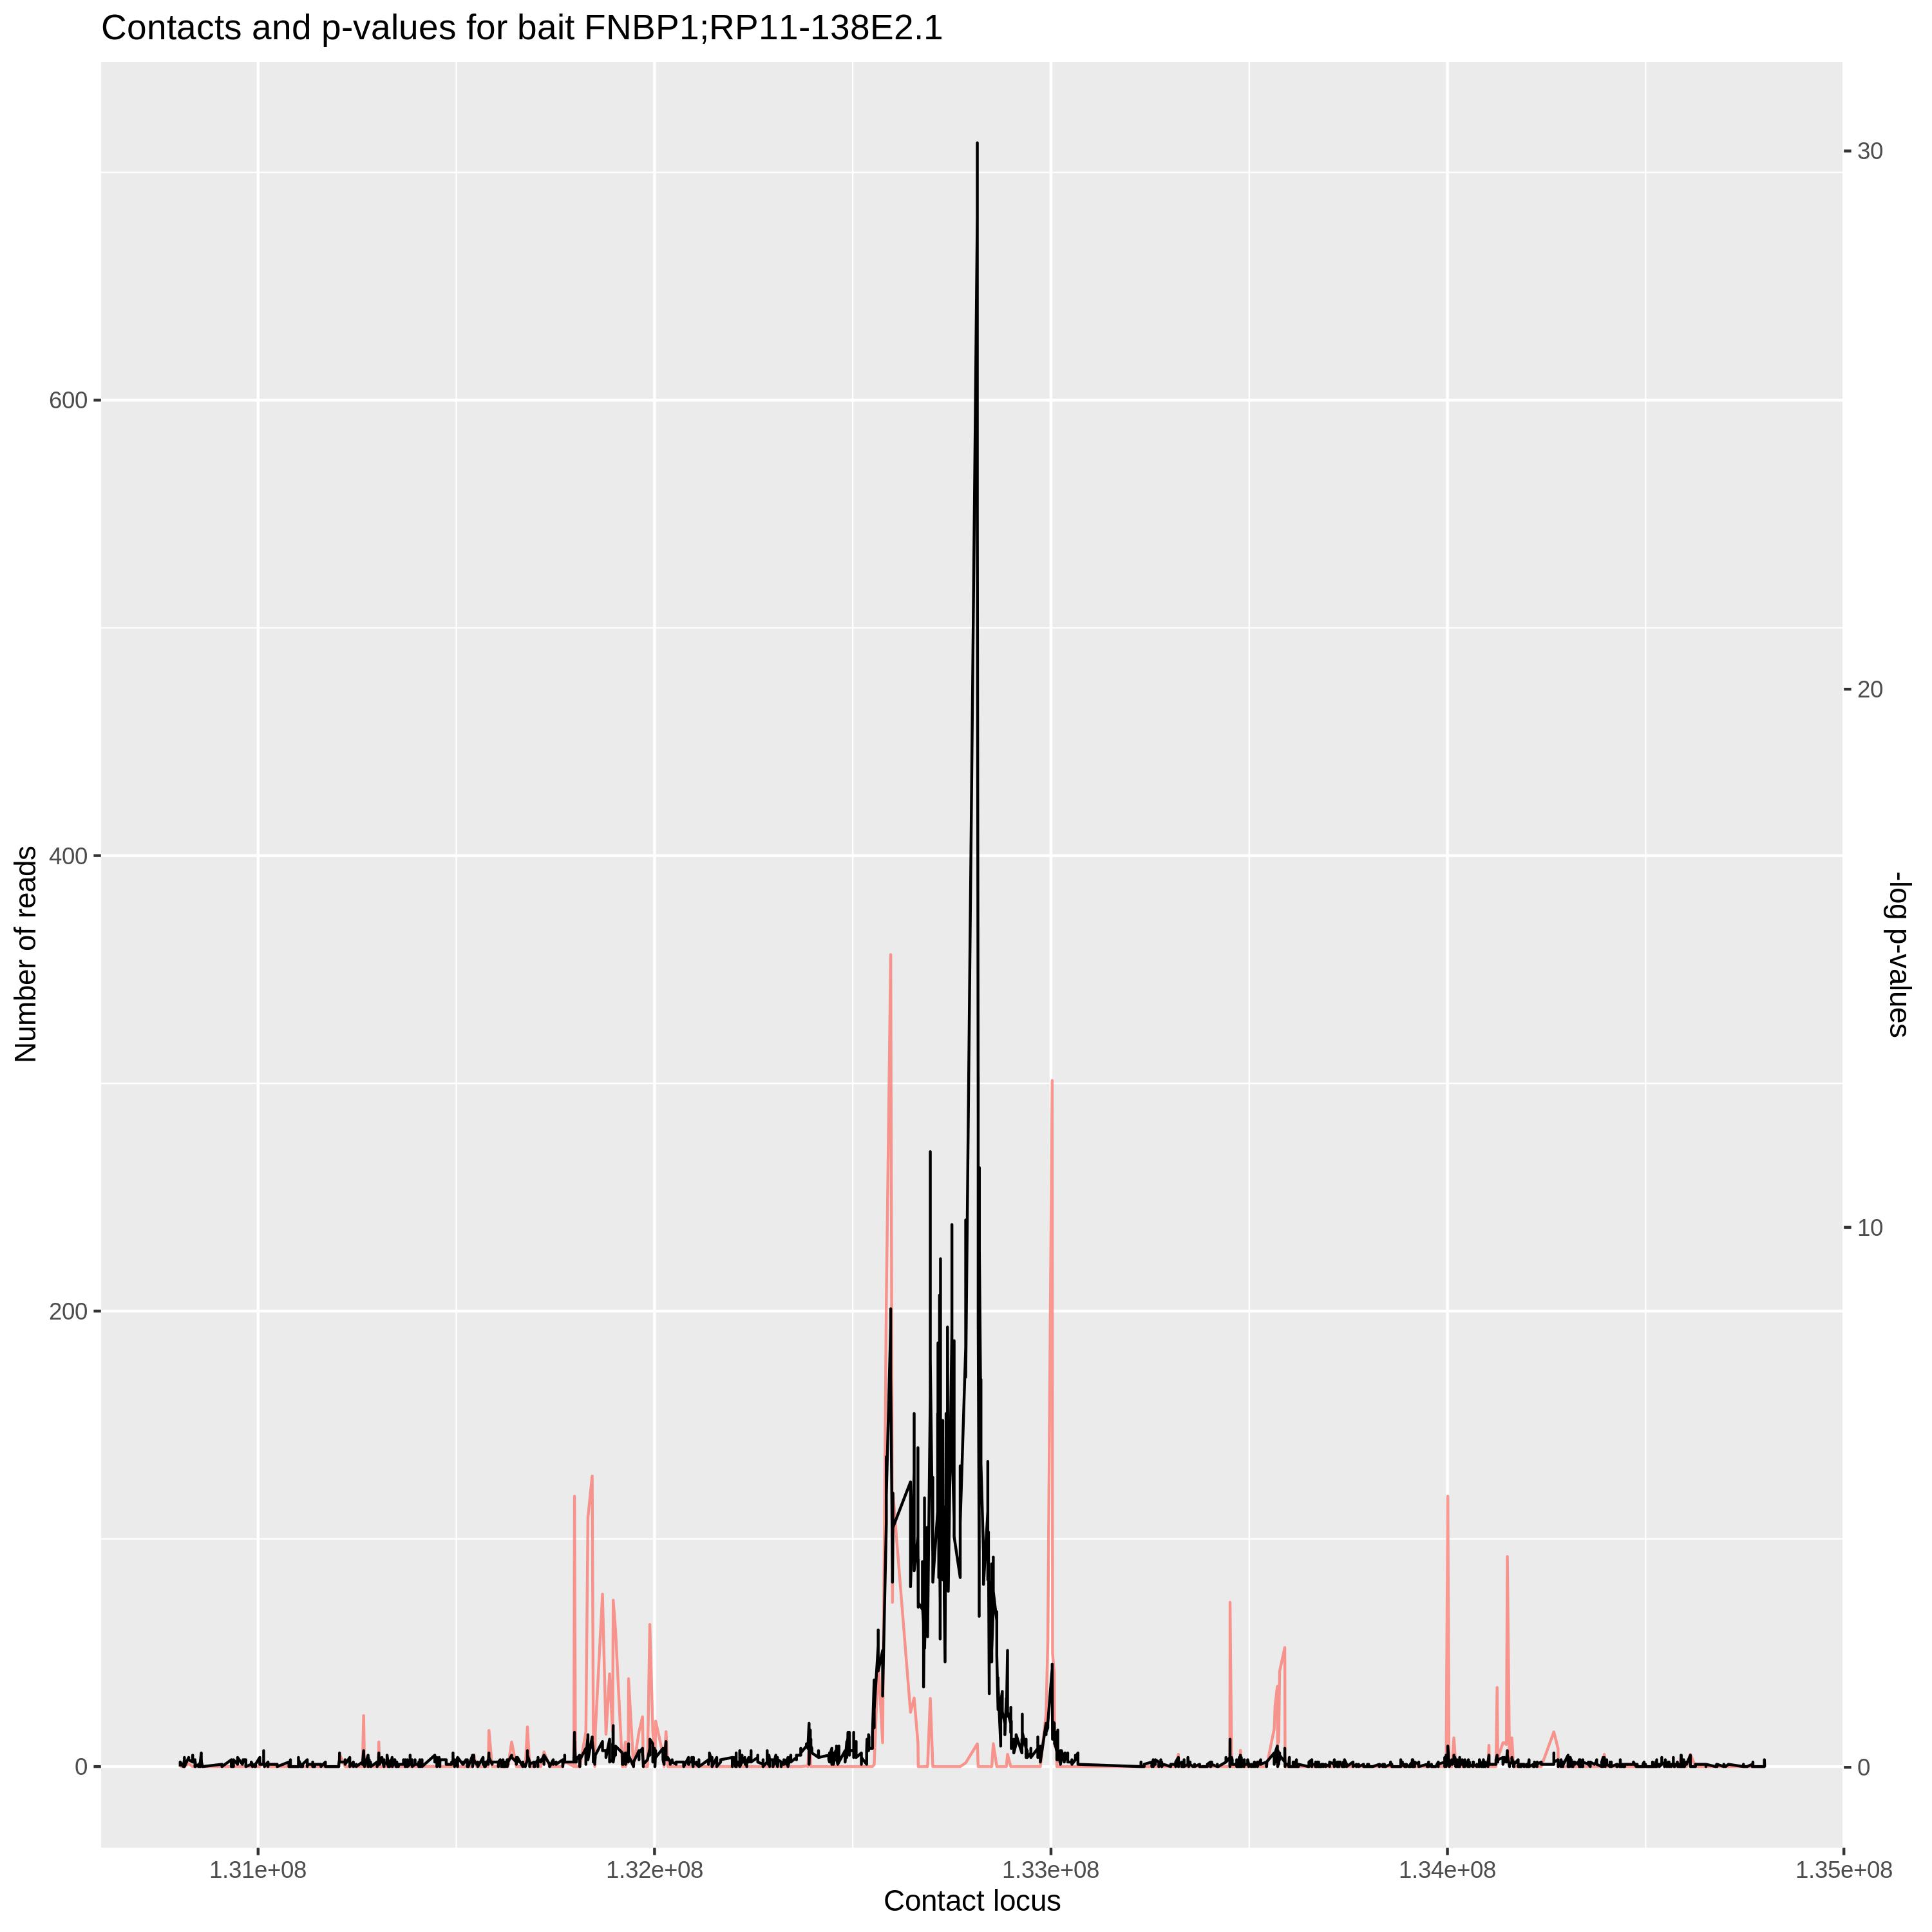 Contacts and p-values for bait FNBP1;RP11-138E2.1
Number of reads
600
400
200
0
30
20
10
0
-log p-values
1.31e+08
1.32e+08
1.33e+08
1.34e+08
1.35e+08
Contact locus